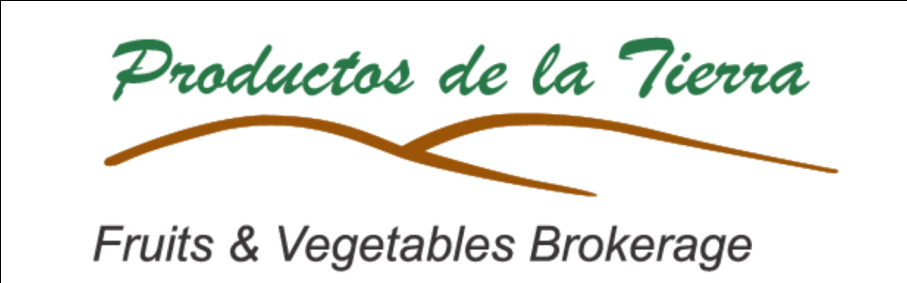 Productos de la Tierra
Fruits & Vegetables Brokerage